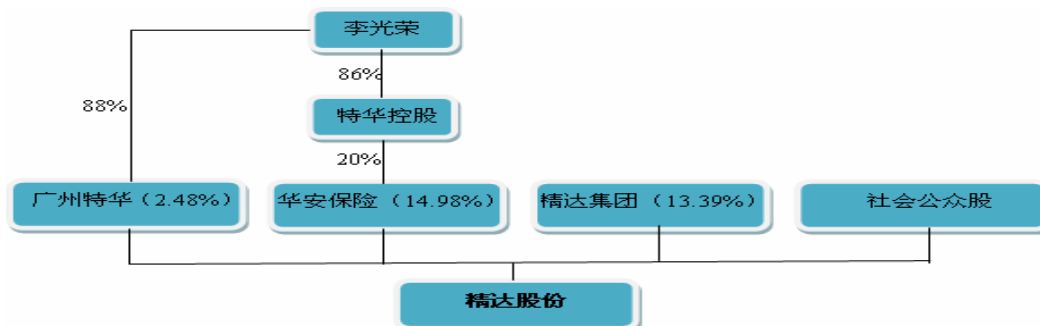 李光荣
86%
88%
特华控股
20%
广州特华（2.48%） 华安保险（14.98%） 精达集团（13.39%） 社会公众股
精达股份